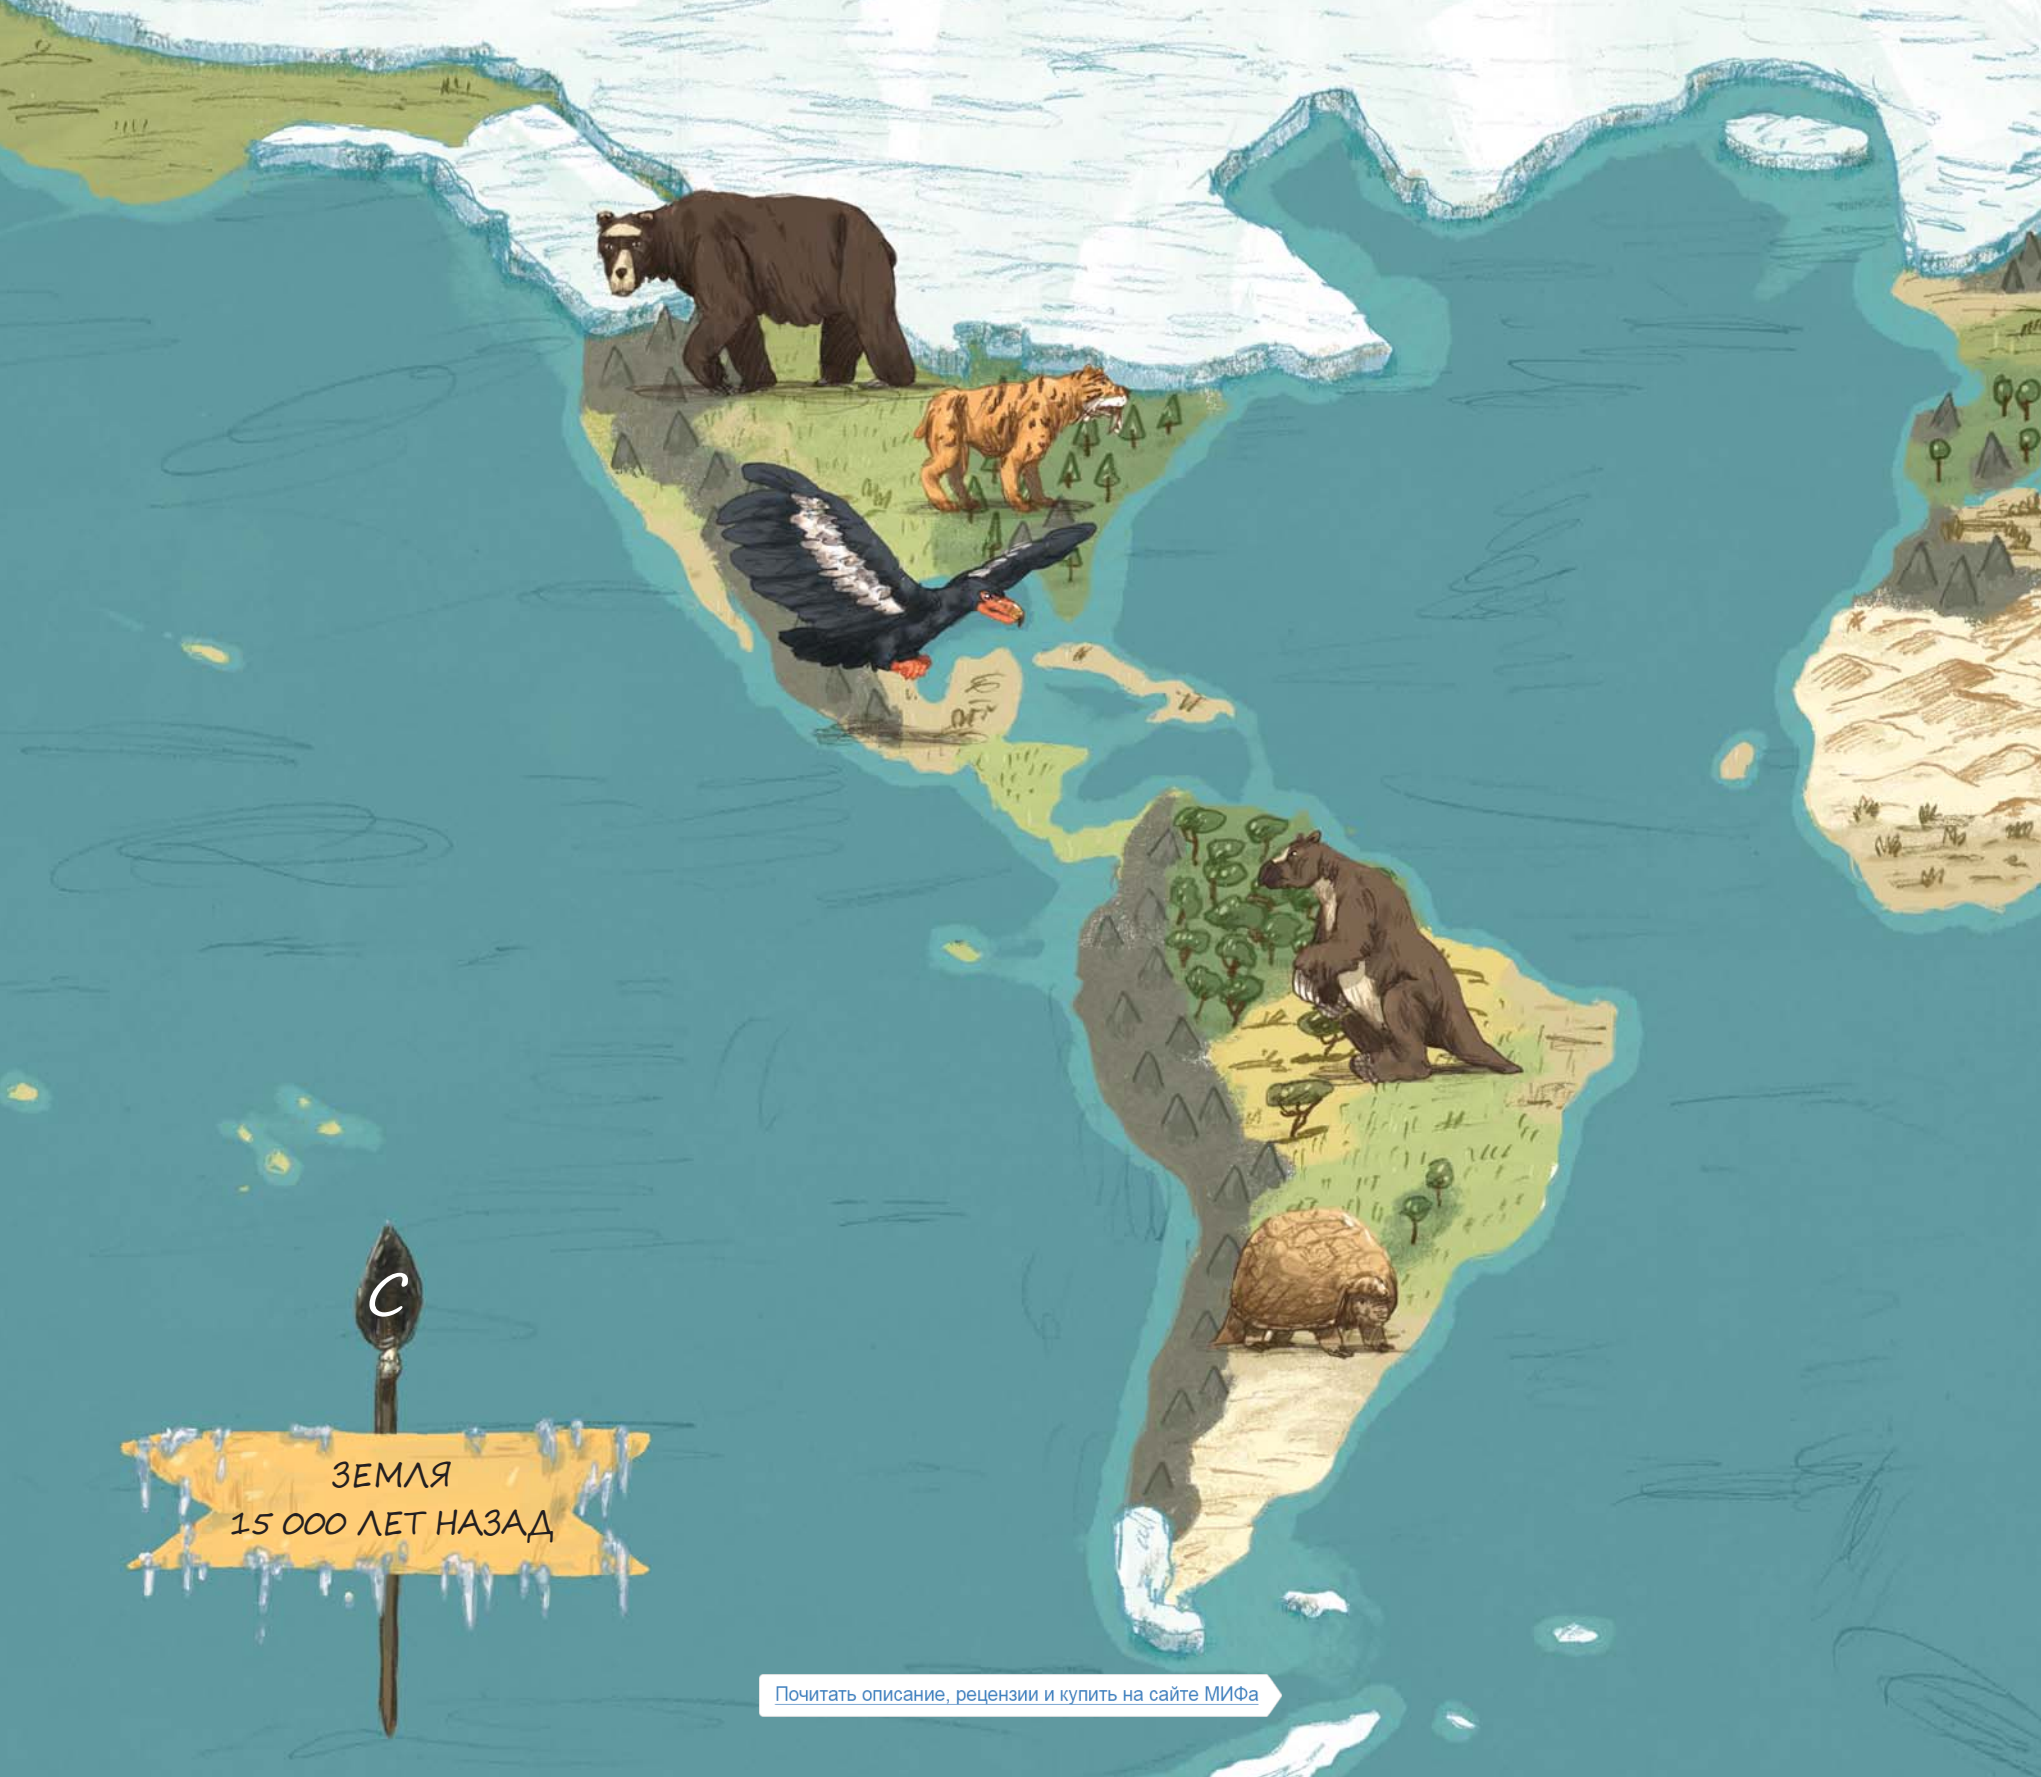 С
ЗЕМЛЯ
15 000 ЛЕТ НАЗАД
Почитать описание, рецензии и купить на сайте МИФа